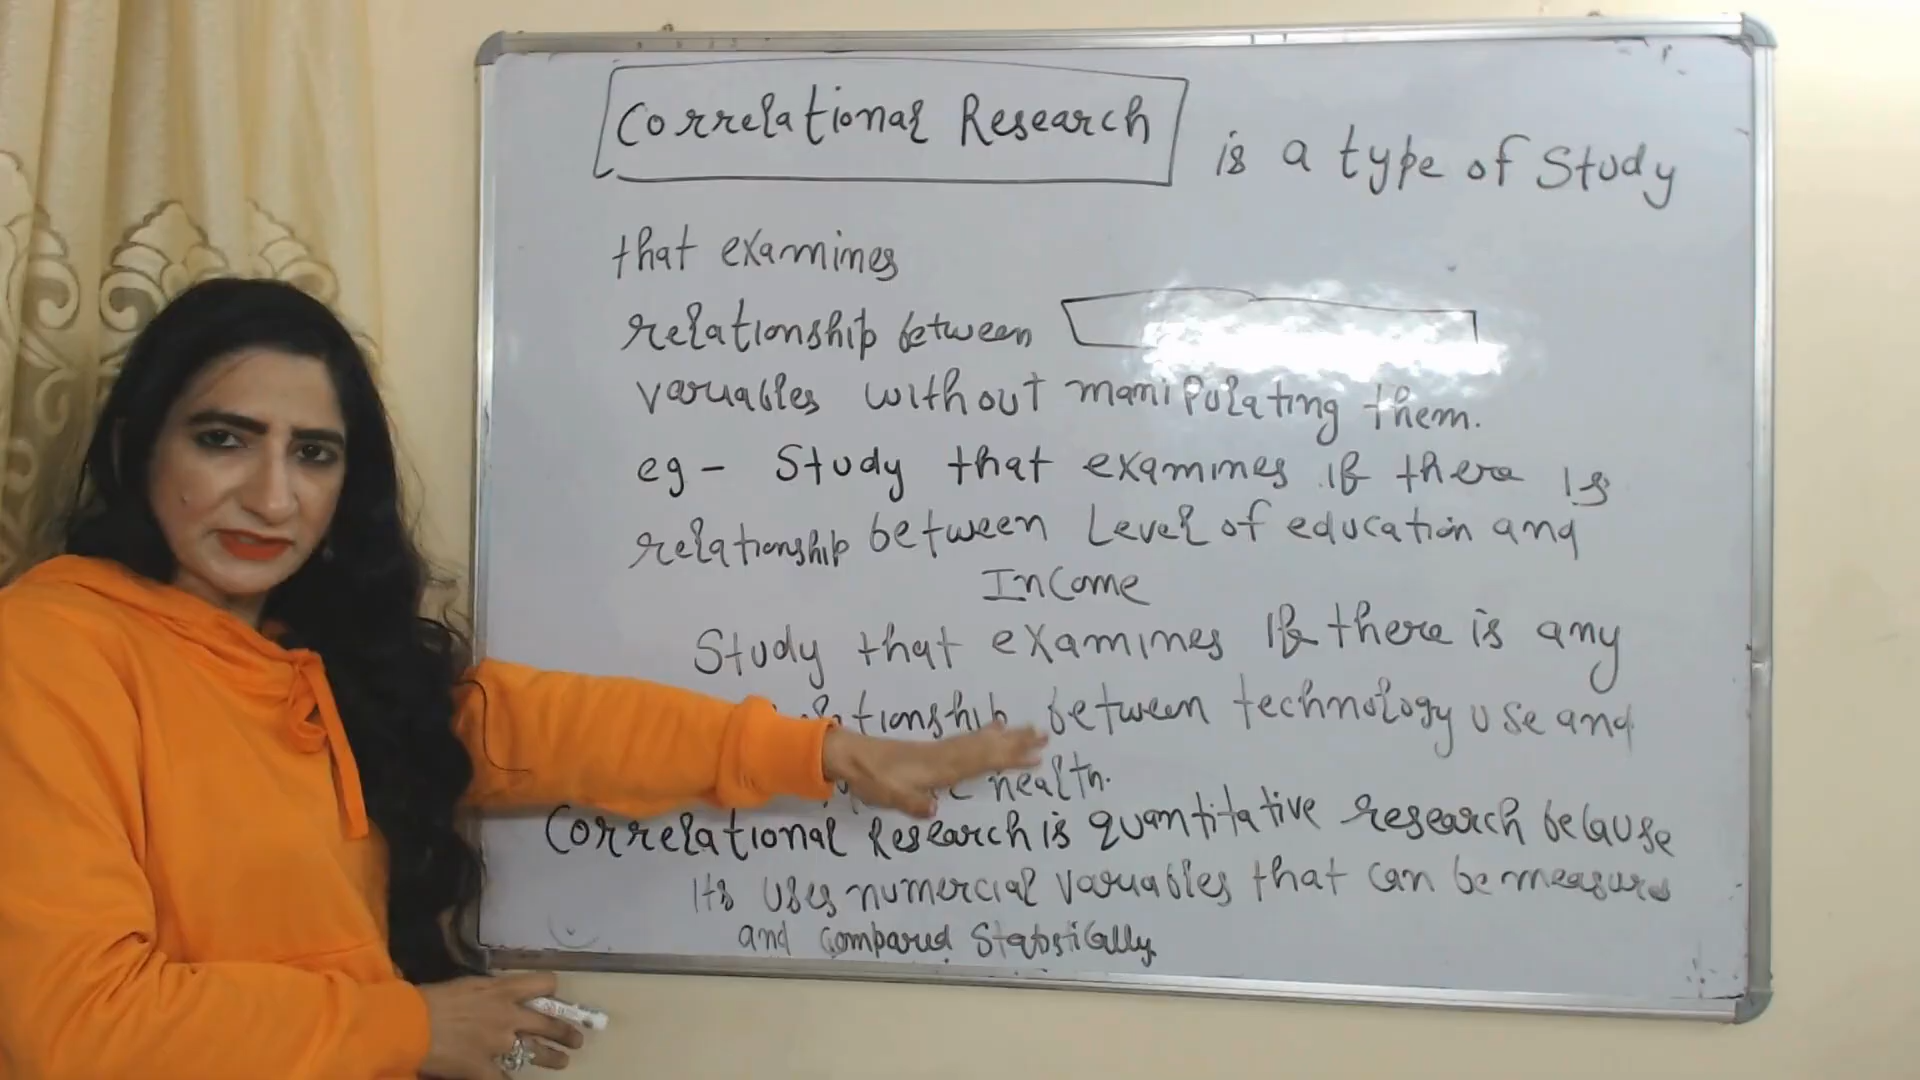 Correlational Research is a type of Study
that examines
relationship between
variables without manipulating them.
eg - Study that examines if there is
relationship between Level of education and
Income
Study that examines If there is any
between technology use and
health.
Correlational Research is quantitative research because
Its uses numercial variables that can be measure
and compared Statistically